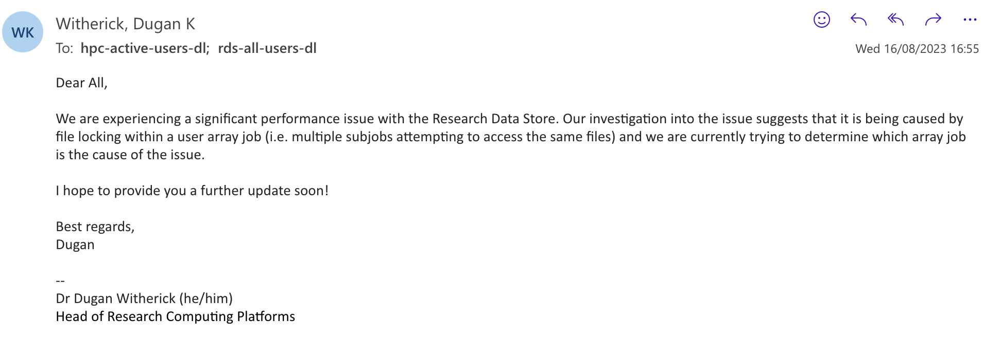 WK
Witherick, Dugan K
To: hpc-active-users-dl; rds-all-users-dl
Wed 16/08/2023 16:55
Dear All,
We are experiencing a significant performance issue with the Research Data Store. Our investigation into the issue suggests that it is being caused by
file locking within a user array job (i.e. multiple subjobs attempting to access the same files) and we are currently trying to determine which array job
is the cause of the issue.
I hope to provide you a further update soon!
Best regards,
Dugan
--
Dr Dugan Witherick (he/him)
Head of Research Computing Platforms